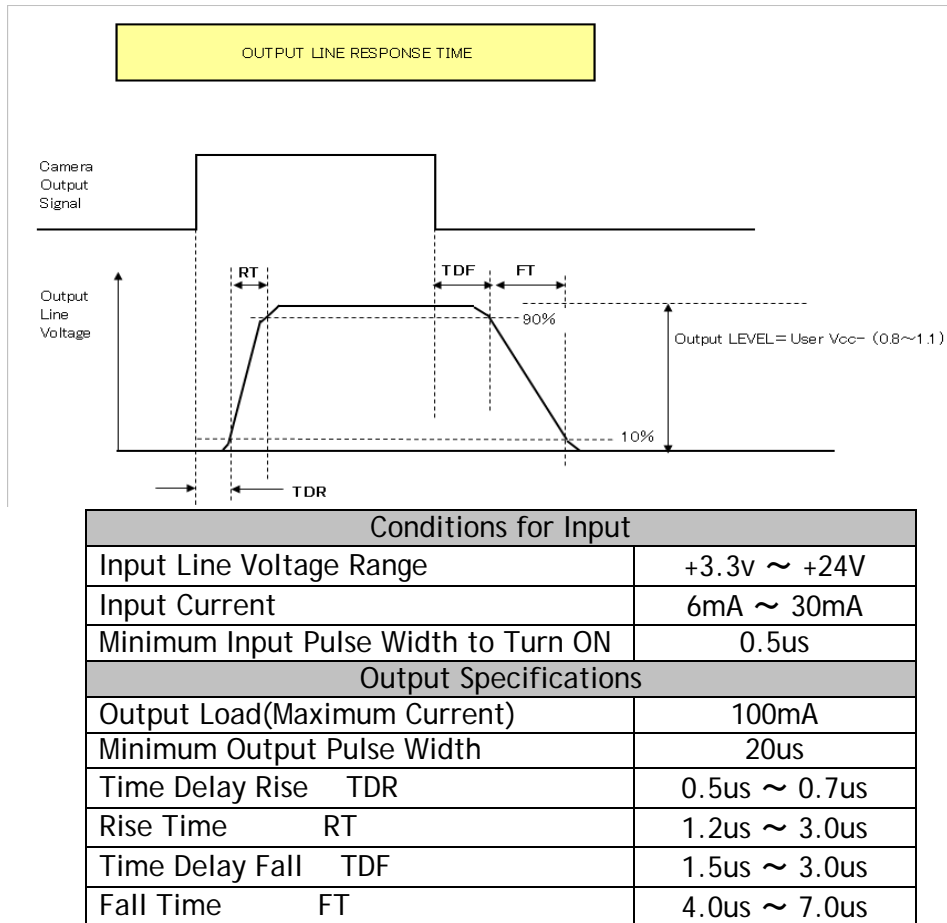 OUTPUT LINE RESPONSE TIME
Camera
Output
Signal
RT
TDF
FT
Output
Line
Voltage
90%
Output LEVEL=User Vcc- (0.8~1.1)
10%
TDR
Conditions for Input
Input Line Voltage Range +3.3v ~ +24V
Input Current 6mA ~ 30mA
Minimum Input Pulse Width to Turn ON 0.5us
Output Specifications
Output Load(Maximum Current) 100mA
Minimum Output Pulse Width 20us
Time Delay Rise TDR 0.5us ~ 0.7us
Rise Time RT 1.2us ~ 3.0us
Time Delay Fall TDF 1.5us ~ 3.0us
Fall Time FT 4.0us ~ 7.0us